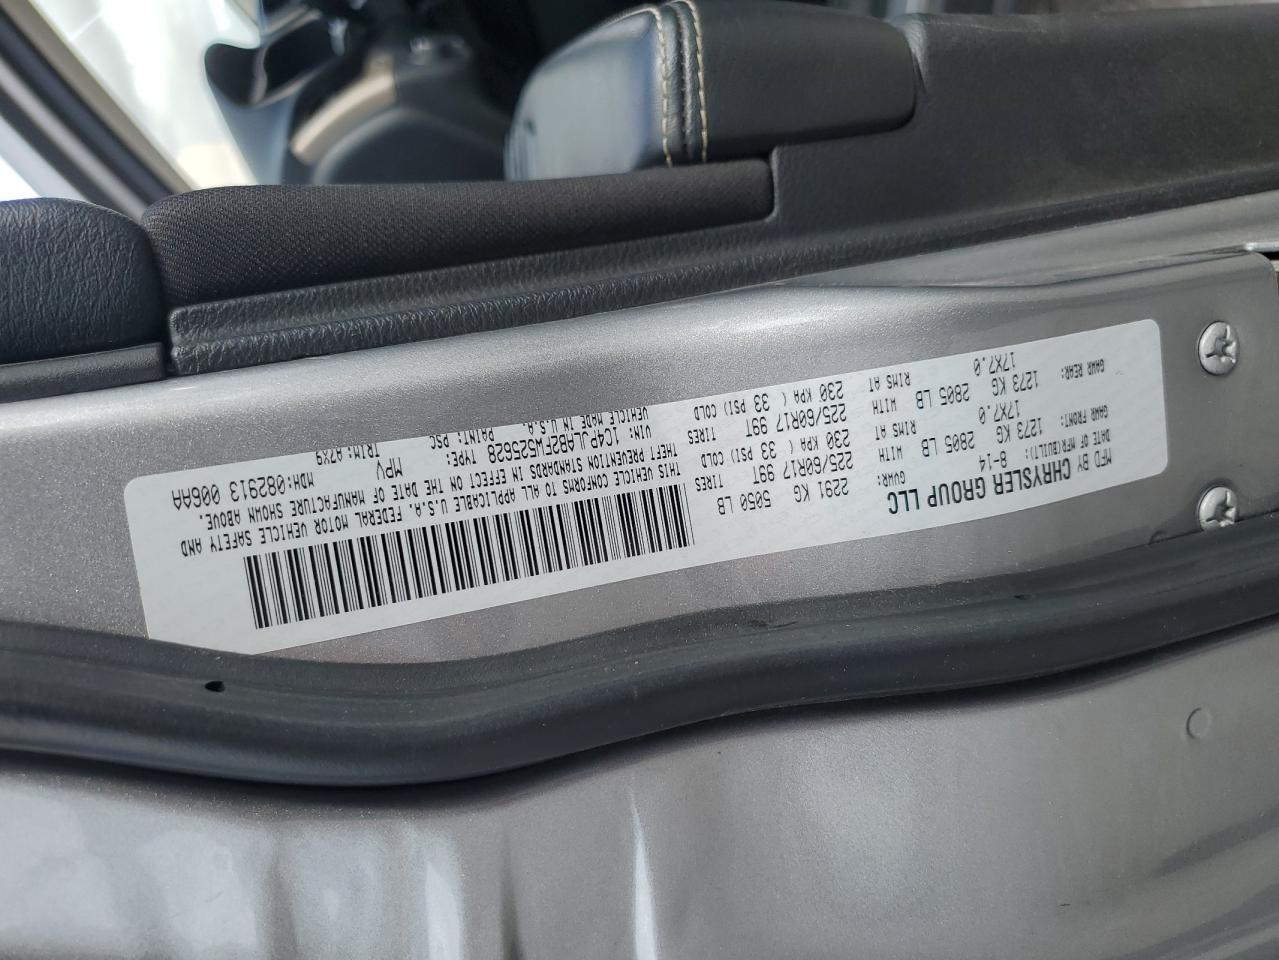 MFD BY CHRYSLER GROUP LLC
DATE OF MFR(BUILT): 8-14 GVWR: 2291 KG 5050 LB
GAWR FRONT: 1273 KG 2805 LB WITH 225/60R17 99T TIRES
17X7.0 RIMS AT 230 KPA ( 33 PSI) COLD
GAWR REAR: 1273 KG 2805 LB WITH 225/60R17 99T TIRES
17X7.0 RIMS AT 230 KPA ( 33 PSI) COLD
THIS VEHICLE CONFORMS TO ALL APPLICABLE U.S.A. FEDERAL MOTOR VEHICLE SAFETY AND
THEFT PREVENTION STANDARDS IN EFFECT ON THE DATE OF MANUFACTURE SHOWN ABOVE.
VIN: 1C4PJLAB2FW525628 TYPE: MPV MDH:082913 006AA
VEHICLE MADE IN U.S.A. PAINT: PSC TRIM:A7X9